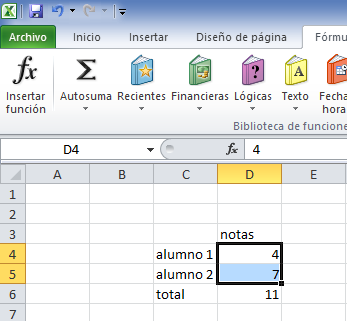 Archivo Inicio Insertar Diseño de página Fórmu
fx Σ
Insertar función Autosuma Recientes Financieras Lógicas Texto Fecha hora
Biblioteca de funcione
D4 fx 4
A B C D E
1
2
3 notas
4 alumno 1 4
5 alumno 2 7
6 total 11
7